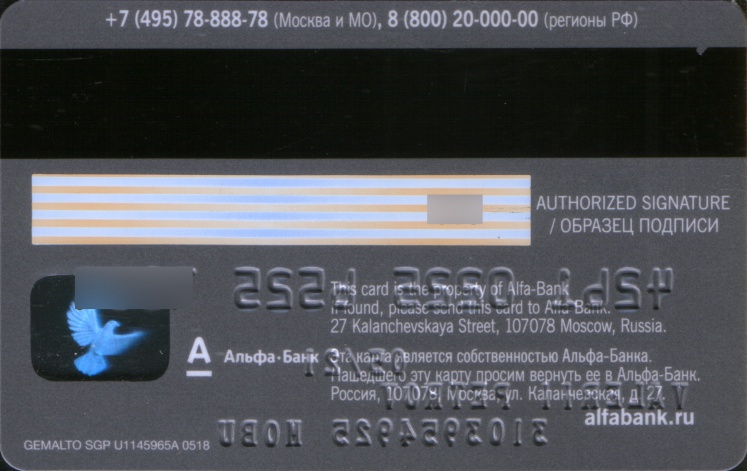 +7 (495) 78-888-78 (Москва и МО), 8 (800) 20-000-00 (регионы РФ)
AUTHORIZED SIGNATURE
/ ОБРАЗЕЦ ПОДПИСИ
This card is the property of Alfa-Bank
If found, please send this card to Alfa-Bank.
27 Kalanchevskaya Street, 107078 Moscow, Russia.
Альфа·Банк
Эта карта является собственностью Альфа-Банка.
Нашедшего эту карту просим вернуть ее в Альфа-Банк.
Россия, 107078, Москва, ул. Каланчевская, д. 27.
alfabank.ru
GEMALTO SGP U1145965A 0518